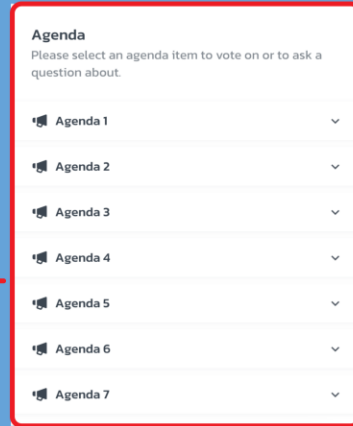 Agenda
Please select an agenda item to vote on or to ask a
question about.
Agenda 1
Agenda 2
Agenda 3
Agenda 4
Agenda 5
Agenda 6
Agenda 7